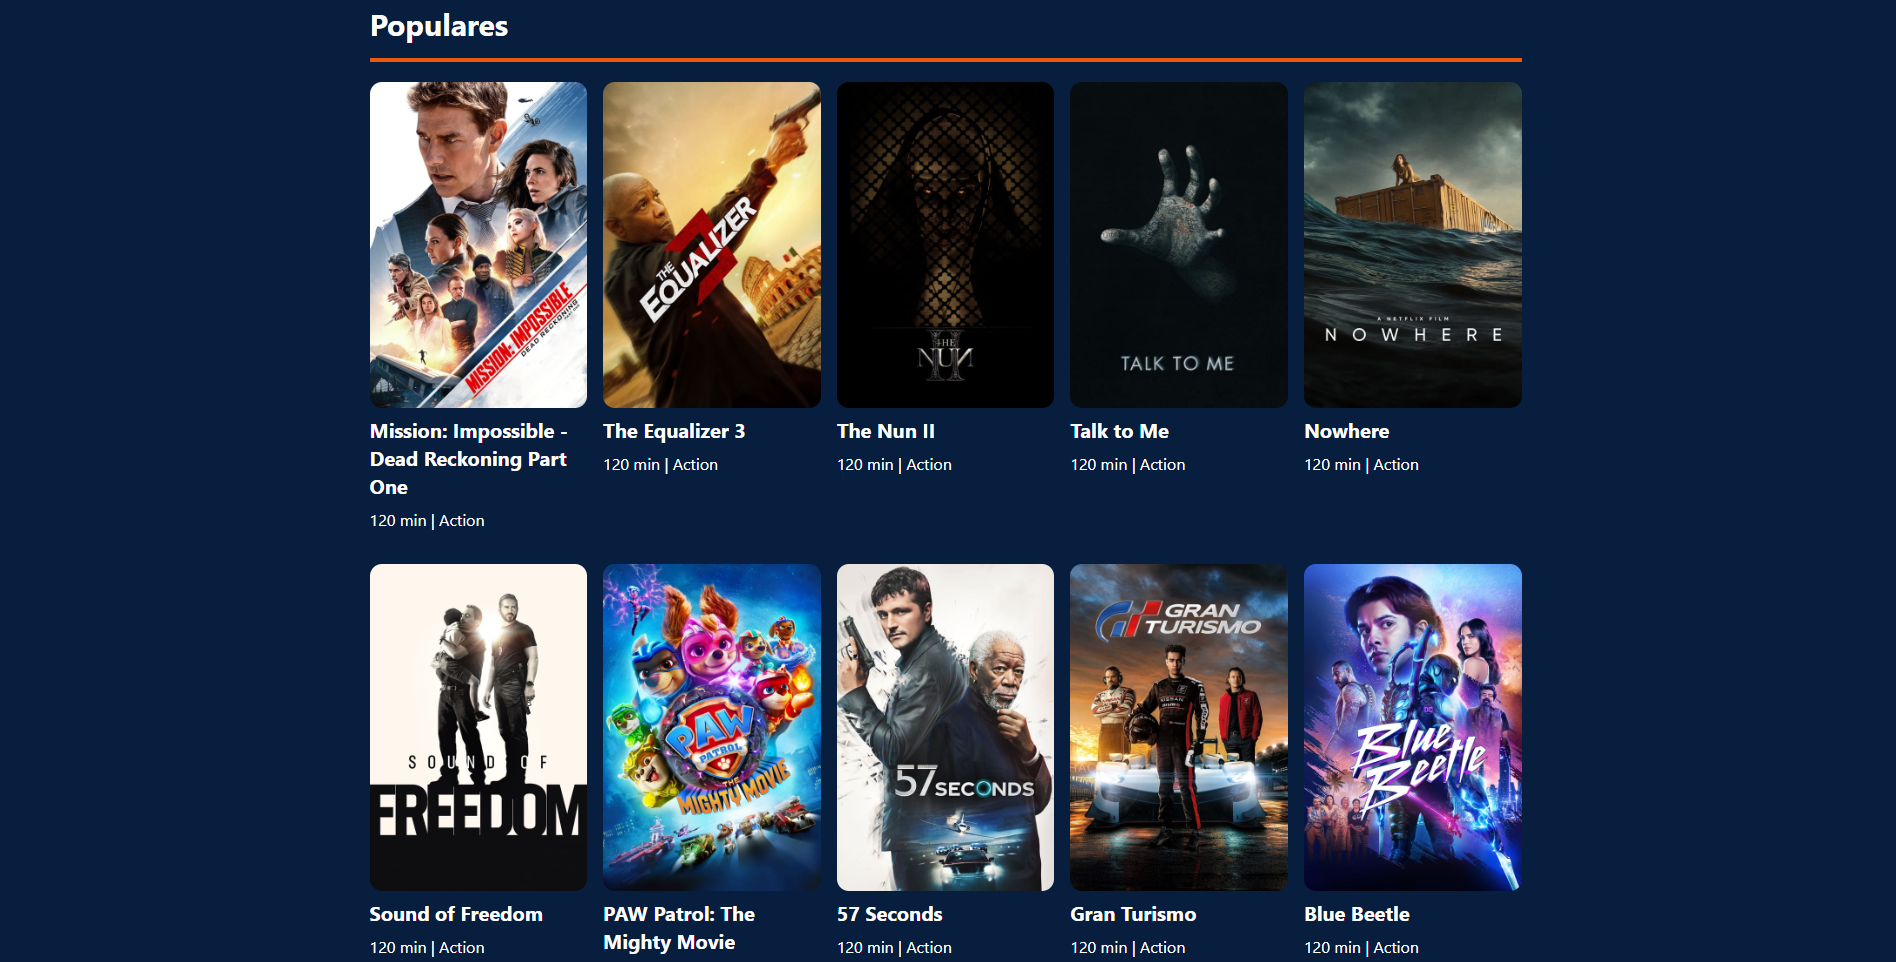 Populares
MISSION: IMPOSSIBLE
DEAD RECKONING
PART ONE
THE
EQUALIZER
3
THE
NUN
II
TALK TO ME
A NETFLIX FILM
NOWHERE
Mission: Impossible -
Dead Reckoning Part
One
120 min | Action
The Equalizer 3
120 min | Action
The Nun II
120 min | Action
Talk to Me
120 min | Action
Nowhere
120 min | Action
SOUND OF
FREEDOM
PAW
PATROL
THE
MIGHTY MOVIE
57 SECONDS
GRAN
TURISMO
DC
Blue
Beetle
Sound of Freedom
120 min | Action
PAW Patrol: The
Mighty Movie
57 Seconds
120 min | Action
Gran Turismo
120 min | Action
Blue Beetle
120 min | Action